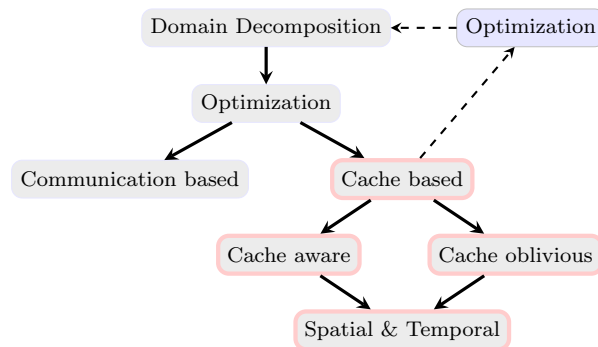 Domain Decomposition
Optimization
Optimization
Communication based
Cache based
Cache aware
Cache oblivious
Spatial & Temporal